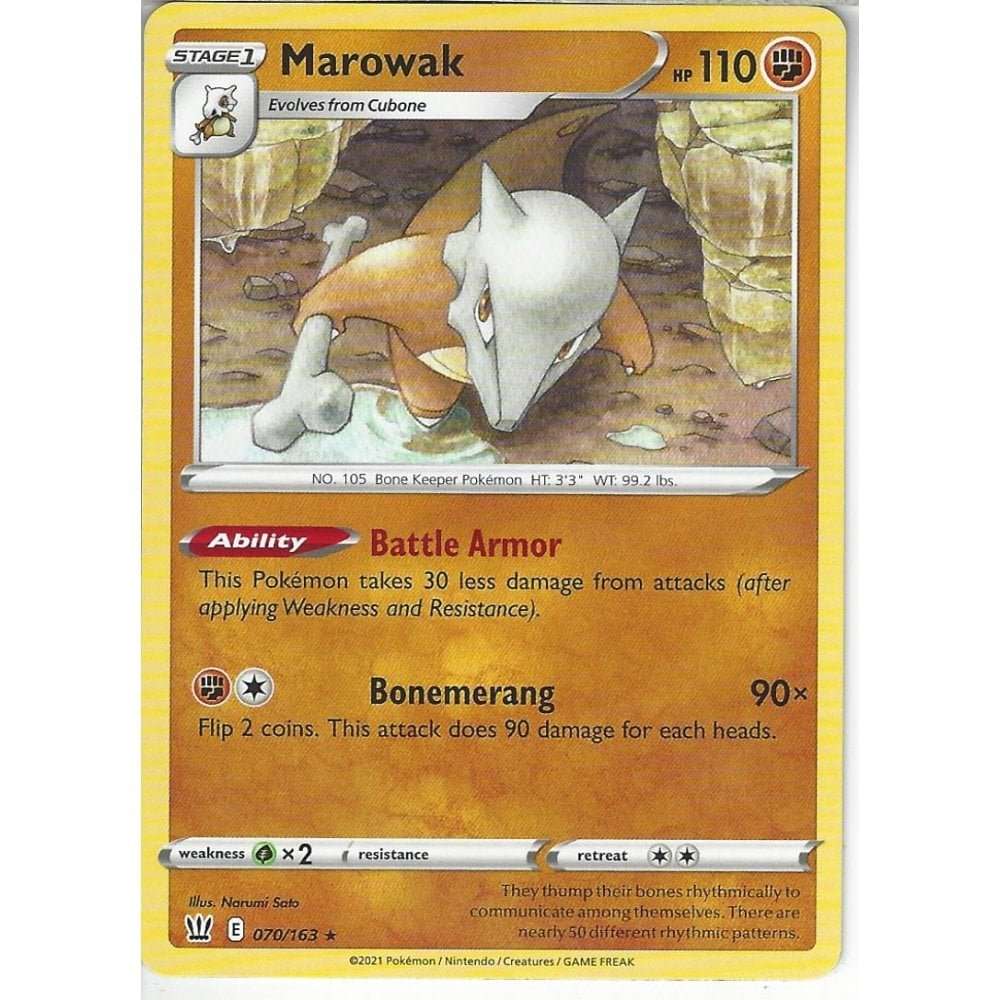 STAGE1
Marowak
HP 110
Evolves from Cubone
NO. 105 Bone Keeper Pokémon HT: 3'3" WT: 99.2 lbs.
Ability Battle Armor
This Pokémon takes 30 less damage from attacks (after
applying Weakness and Resistance).
Bonemerang 90×
Flip 2 coins. This attack does 90 damage for each heads.
weakness ×2 resistance retreat
They thump their bones rhythmically to
communicate among themselves. There are
nearly 50 different rhythmic patterns.
Illus. Narumi Sato
E 070/163 ★
©2021 Pokémon / Nintendo / Creatures / GAME FREAK